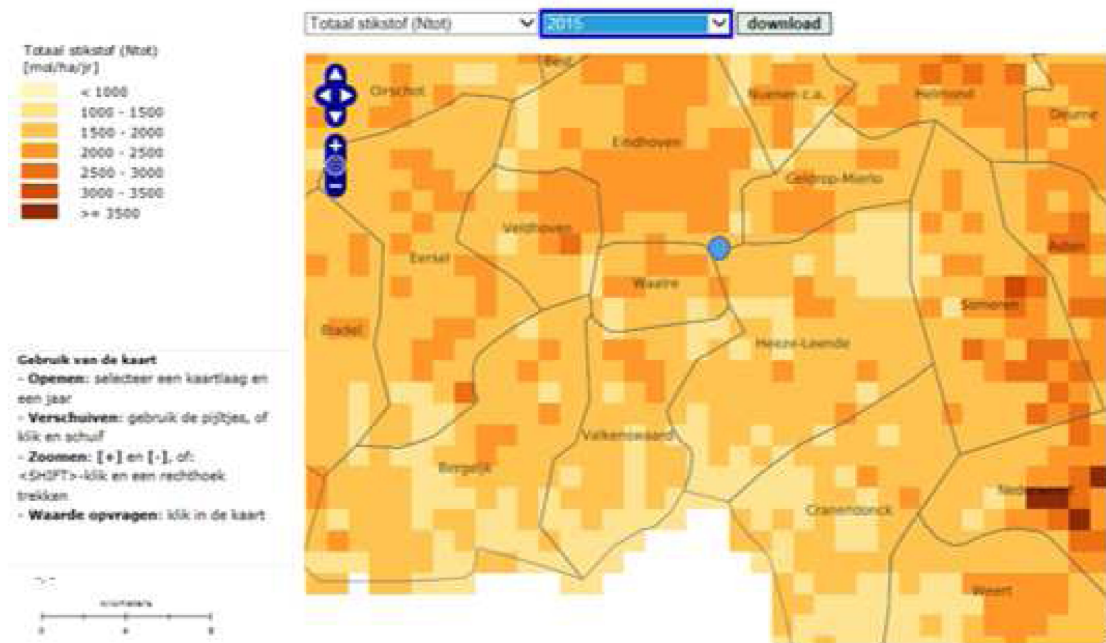 Totaal stikstof (Ntot)
2015
download
Totaal stikstof (Ntot)
[mol/ha/jr]
< 1000
1000 - 1500
1500 - 2000
2000 - 2500
2500 - 3000
3000 - 3500
>= 3500
Best
Oirschot
Nuenen c.a.
Helmond
Deurne
Eindhoven
Geldrop-Mierlo
Veldhoven
Asten
Eersel
Waalre
Someren
Bladel
Heeze-Leende
Valkenswaard
Bergeijk
Cranendonck
Weert
Gebruik van de kaart
- Openen: selecteer een kaartlaag en
een jaar
- Verschuiven: gebruik de pijltjes, of
klik en schuif
- Zoomen: [+] en [-], of:
<SHIFT>-klik en een rechthoek
trekken
- Waarde opvragen: klik in de kaart
kilometers
0 4 8